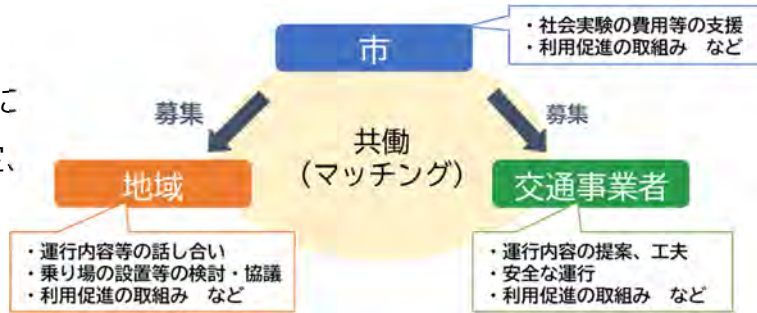 市
・社会実験の費用等の支援
・利用促進の取組み など
募集
募集
共働
(マッチング)
地域
交通事業者
・運行内容等の話し合い
・乗り場の設置等の検討・協議
・利用促進の取組み など
・運行内容の提案、工夫
・安全な運行
・利用促進の取組み など